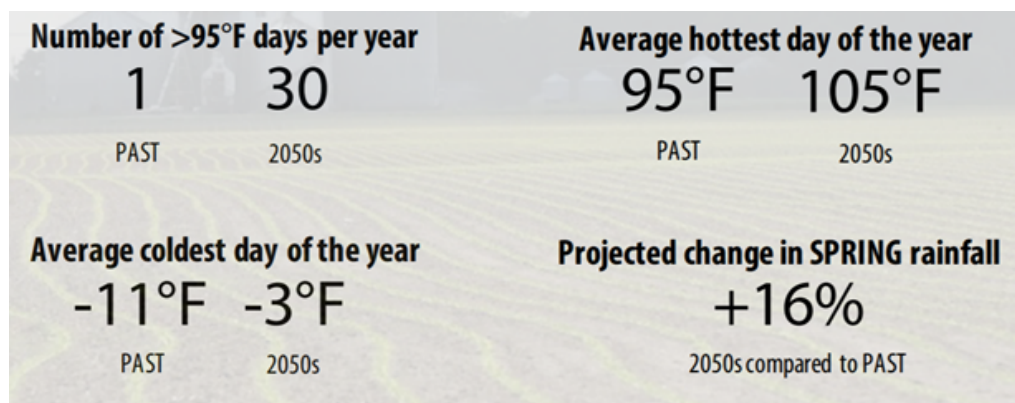 Number of >95°F days per year
1 30
PAST 2050s
Average hottest day of the year
95°F 105°F
PAST 2050s
Average coldest day of the year
-11°F -3°F
PAST 2050s
Projected change in SPRING rainfall
+16%
2050s compared to PAST